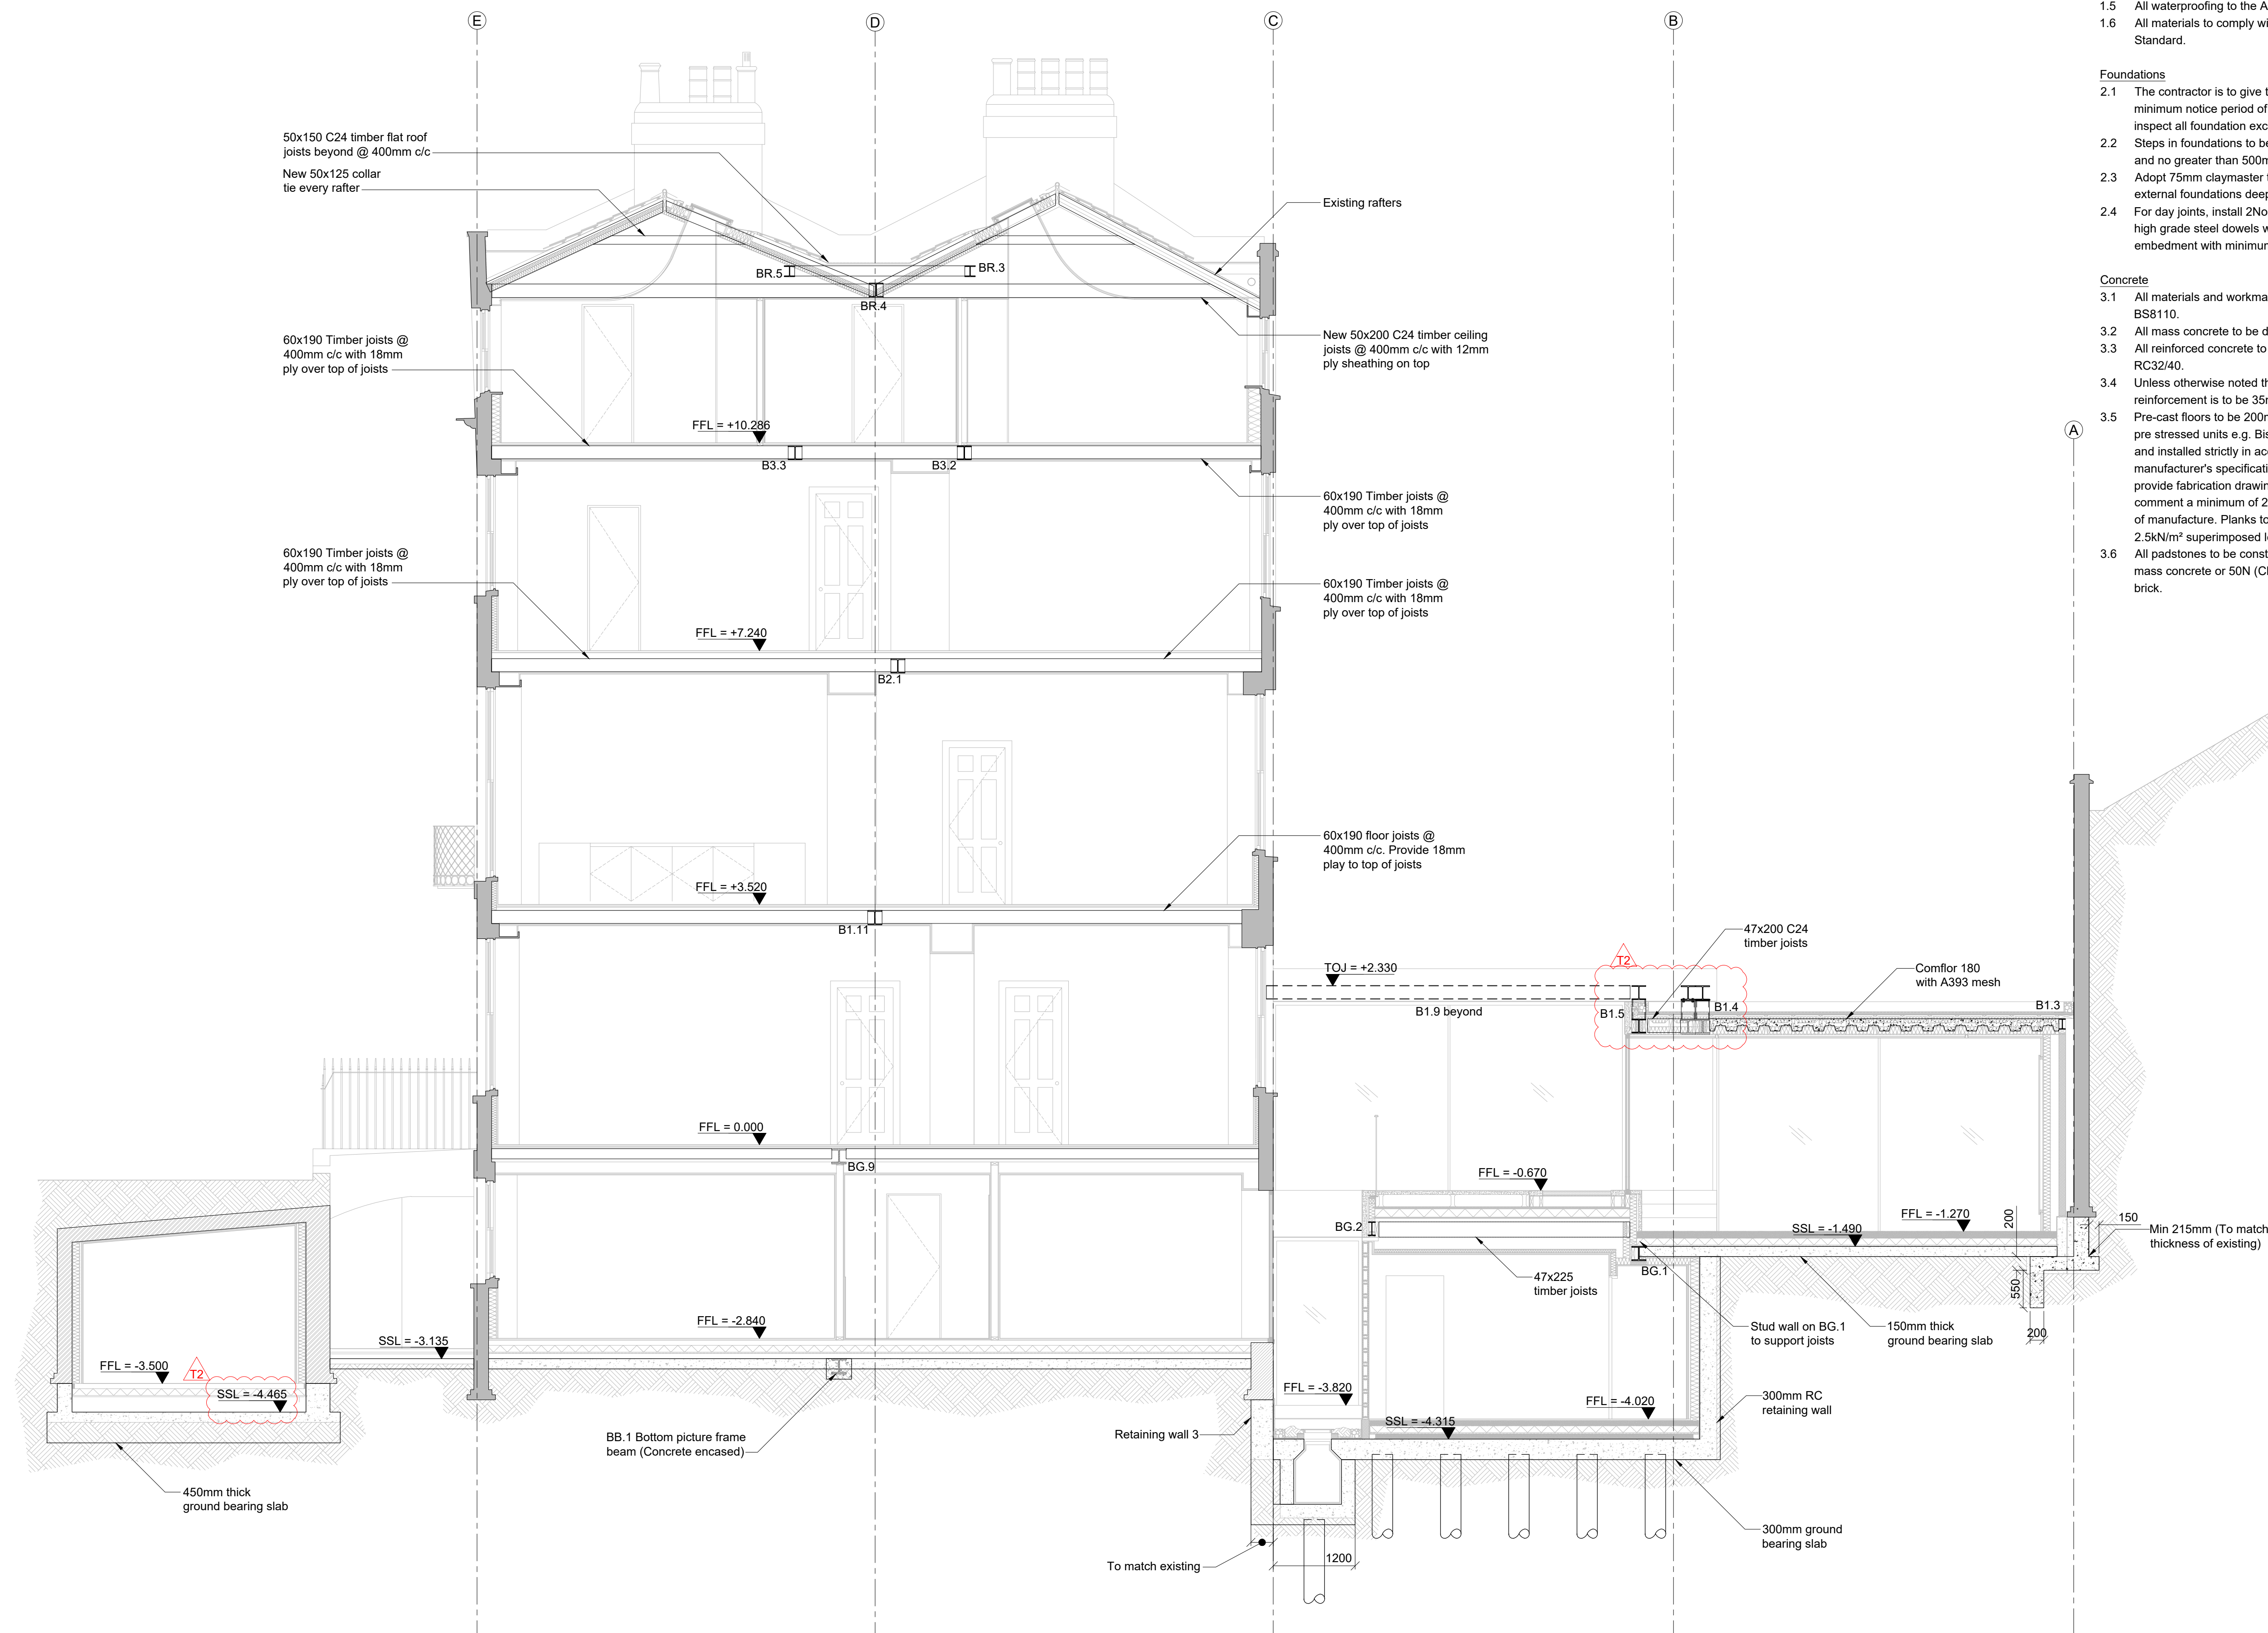 E
D
C
B
A
50x150 C24 timber flat roof
joists beyond @ 400mm c/c
New 50x125 collar
tie every rafter
Existing rafters
BR.5
BR.3
BR.4
60x190 Timber joists @
400mm c/c with 18mm
ply over top of joists
New 50x200 C24 timber ceiling
joists @ 400mm c/c with 12mm
ply sheathing on top
FFL = +10.286
B3.3
B3.2
60x190 Timber joists @
400mm c/c with 18mm
ply over top of joists
60x190 Timber joists @
400mm c/c with 18mm
ply over top of joists
60x190 Timber joists @
400mm c/c with 18mm
ply over top of joists
FFL = +7.240
B2.1
60x190 floor joists @
400mm c/c. Provide 18mm
play to top of joists
FFL = +3.520
B1.11
47x200 C24
timber joists
T2
TOJ = +2.330
Comflor 180
with A393 mesh
B1.9 beyond
B1.5
B1.4
B1.3
FFL = 0.000
BG.9
FFL = -0.670
BG.2
SSL = -1.490
FFL = -1.270
200
150
Min 215mm (To match
thickness of existing)
BG.1
47x225
timber joists
550
200
Stud wall on BG.1
to support joists
150mm thick
ground bearing slab
FFL = -2.840
SSL = -3.135
FFL = -3.500
T2
SSL = -4.465
FFL = -3.820
FFL = -4.020
SSL = -4.315
300mm RC
retaining wall
BB.1 Bottom picture frame
beam (Concrete encased)
Retaining wall 3
450mm thick
ground bearing slab
300mm ground
bearing slab
To match existing
1200
1.5 All waterproofing to the A
1.6 All materials to comply wi
Standard.
Foundations
2.1 The contractor is to give t
minimum notice period of
inspect all foundation exc
2.2 Steps in foundations to be
and no greater than 500m
2.3 Adopt 75mm claymaster t
external foundations deep
2.4 For day joints, install 2No
high grade steel dowels w
embedment with minimum
Concrete
3.1 All materials and workma
BS8110.
3.2 All mass concrete to be d
3.3 All reinforced concrete to
RC32/40.
3.4 Unless otherwise noted th
reinforcement is to be 35m
3.5 Pre-cast floors to be 200m
pre stressed units e.g. Bis
and installed strictly in acc
manufacturer's specificati
provide fabrication drawin
comment a minimum of 2
of manufacture. Planks to
2.5kN/m² superimposed l
3.6 All padstones to be const
mass concrete or 50N (Cl
brick.